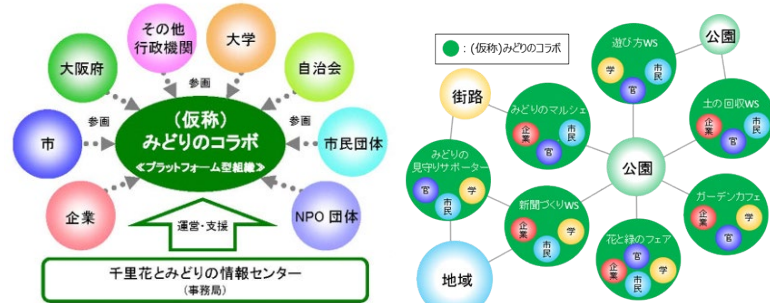 その他
行政機関
大学
大阪府
自治会
参画
市
参画
参画
市民団体
(仮称)
みどりのコラボ
≪プラットフォーム型組織≫
企業
NPO 団体
運営・支援
千里花とみどりの情報センター
(事務局)
:(仮称)みどりのコラボ
公園
遊び方WS
学
市民
官
街路
みどりのマルシェ
企業
市民
官
土の回収WS
企業
市民
官
みどりの
見守りサポーター
官
学
市民
公園
新聞づくりWS
企業
学
市民
ガーデンカフェ
企業
学
官
花と緑のフェア
官
企業
学
市民
地域